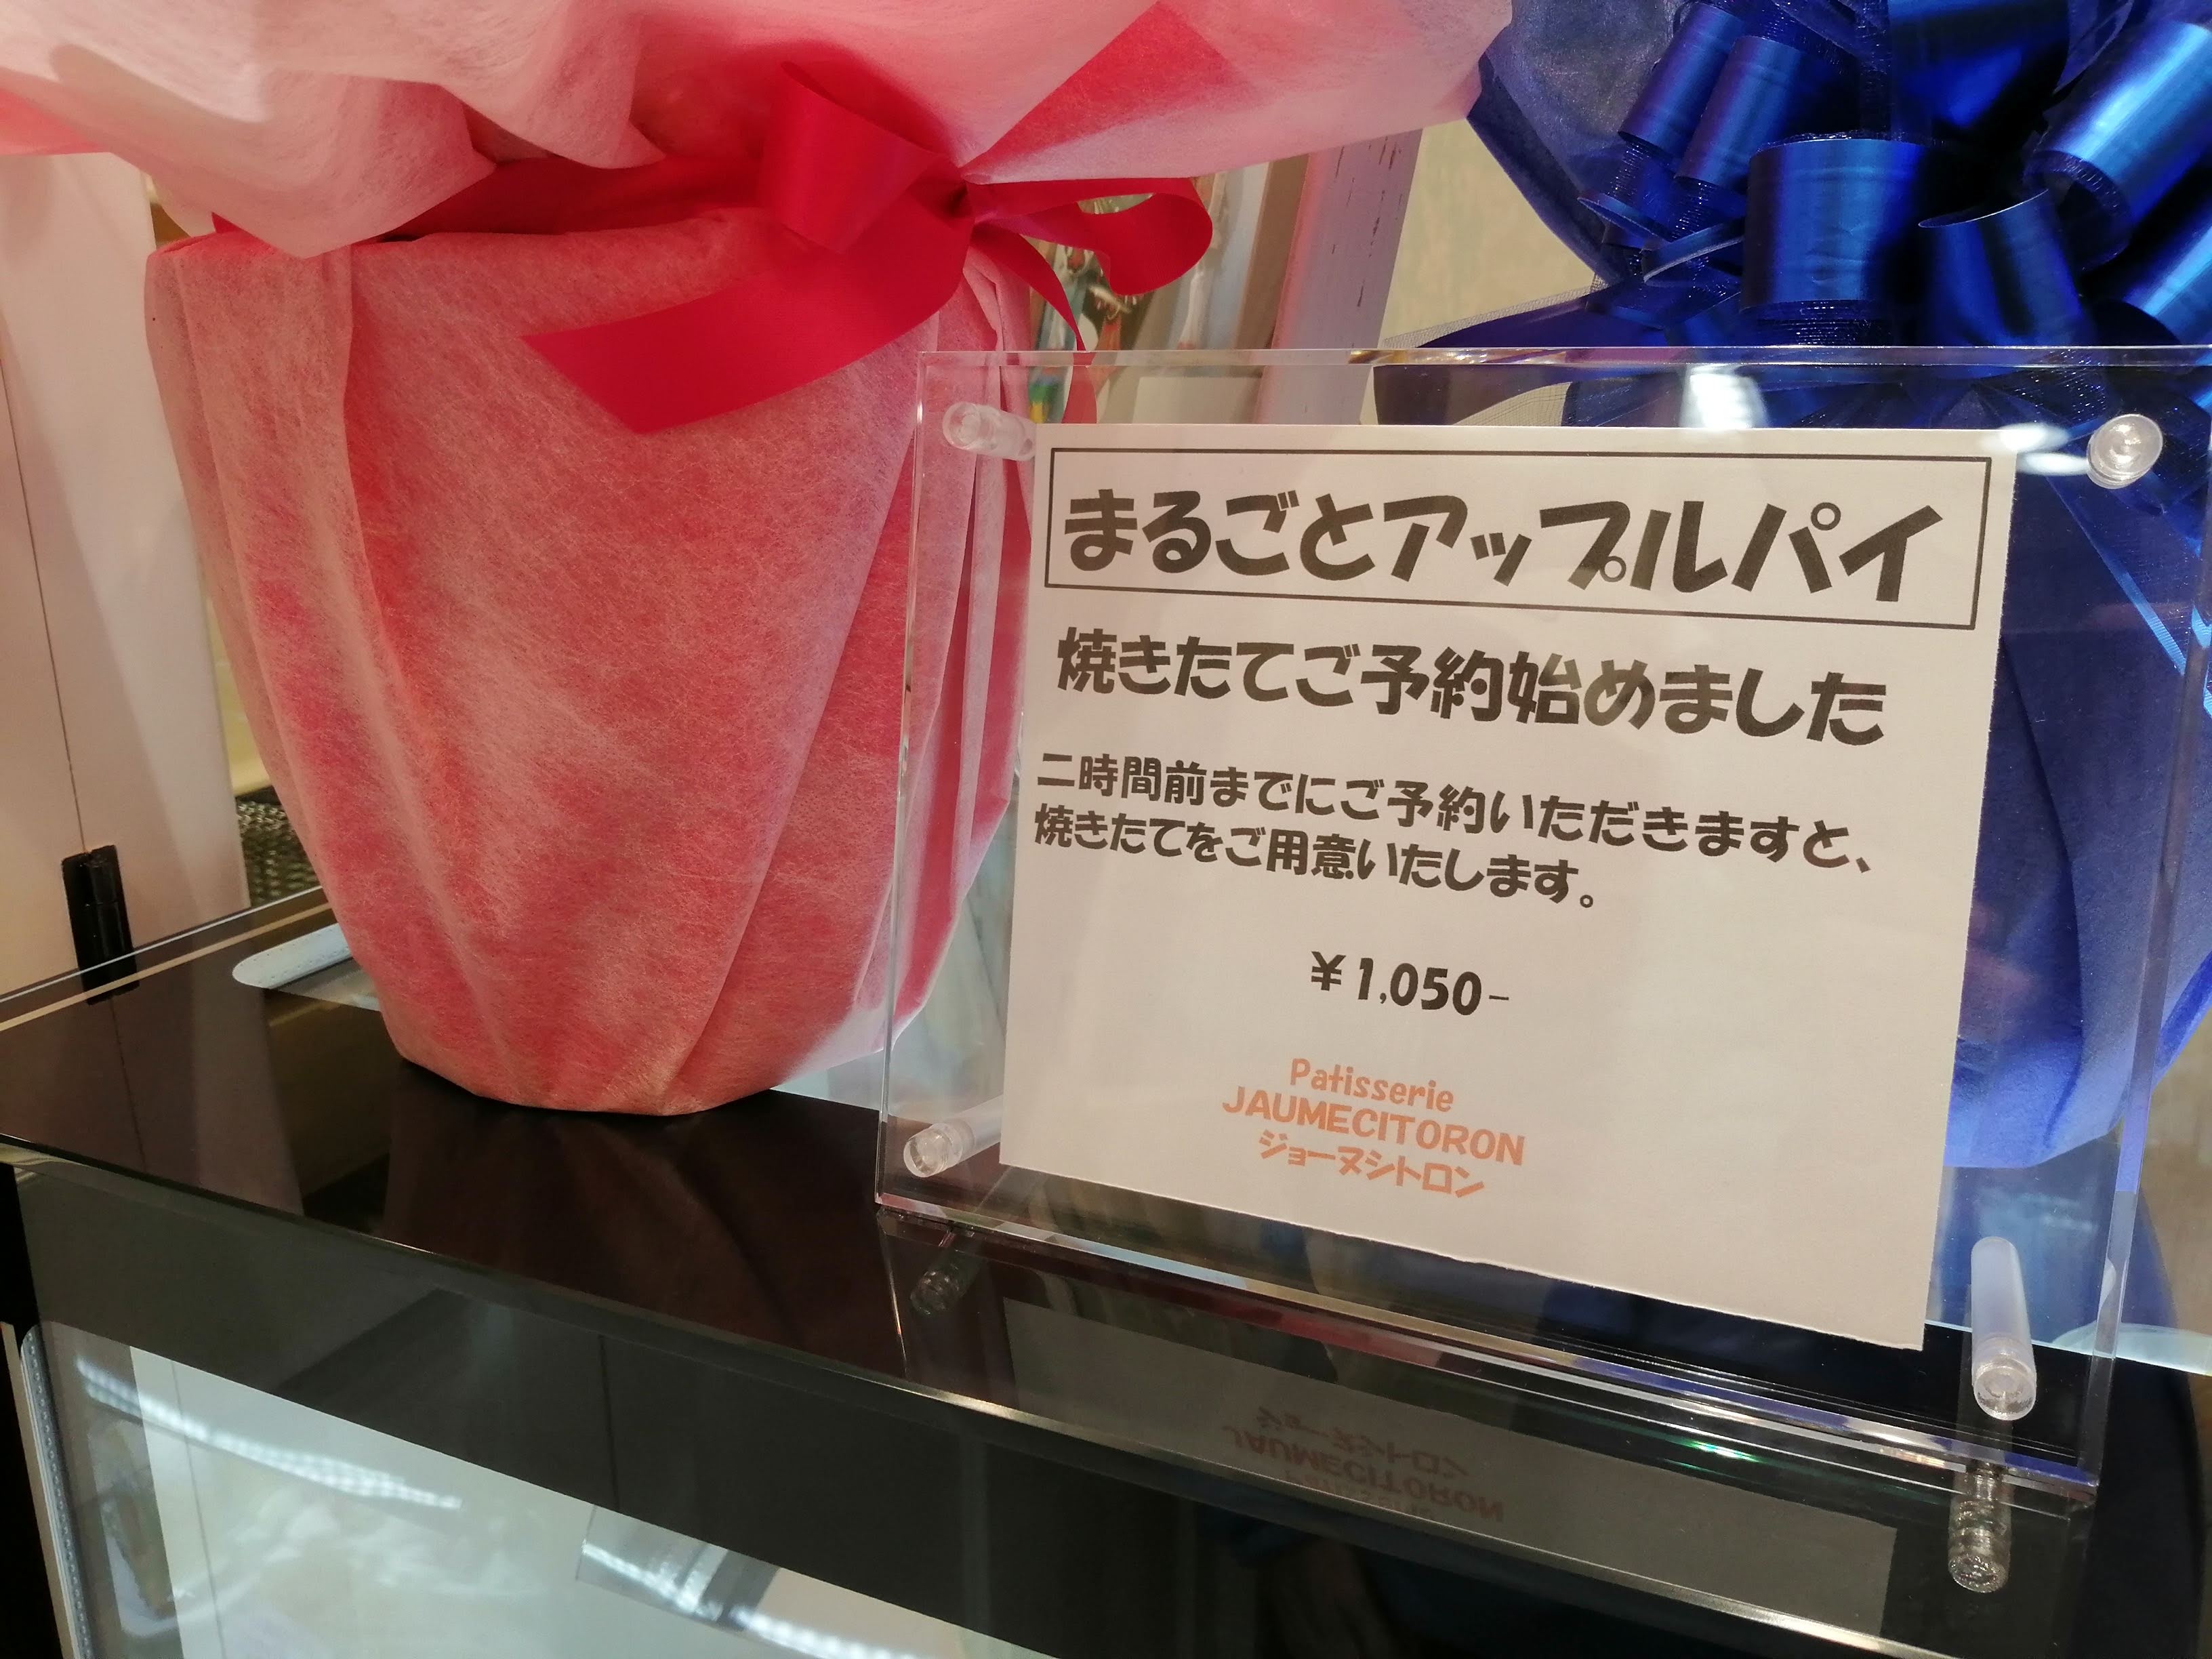 まるごとアップルパイ
焼きたてご予約始めました
二時間前までにご予約いただきますと、
焼きたてをご用意いたします。
￥1,050-
Patisserie
JAUMECITORON
ジョーヌシトロン